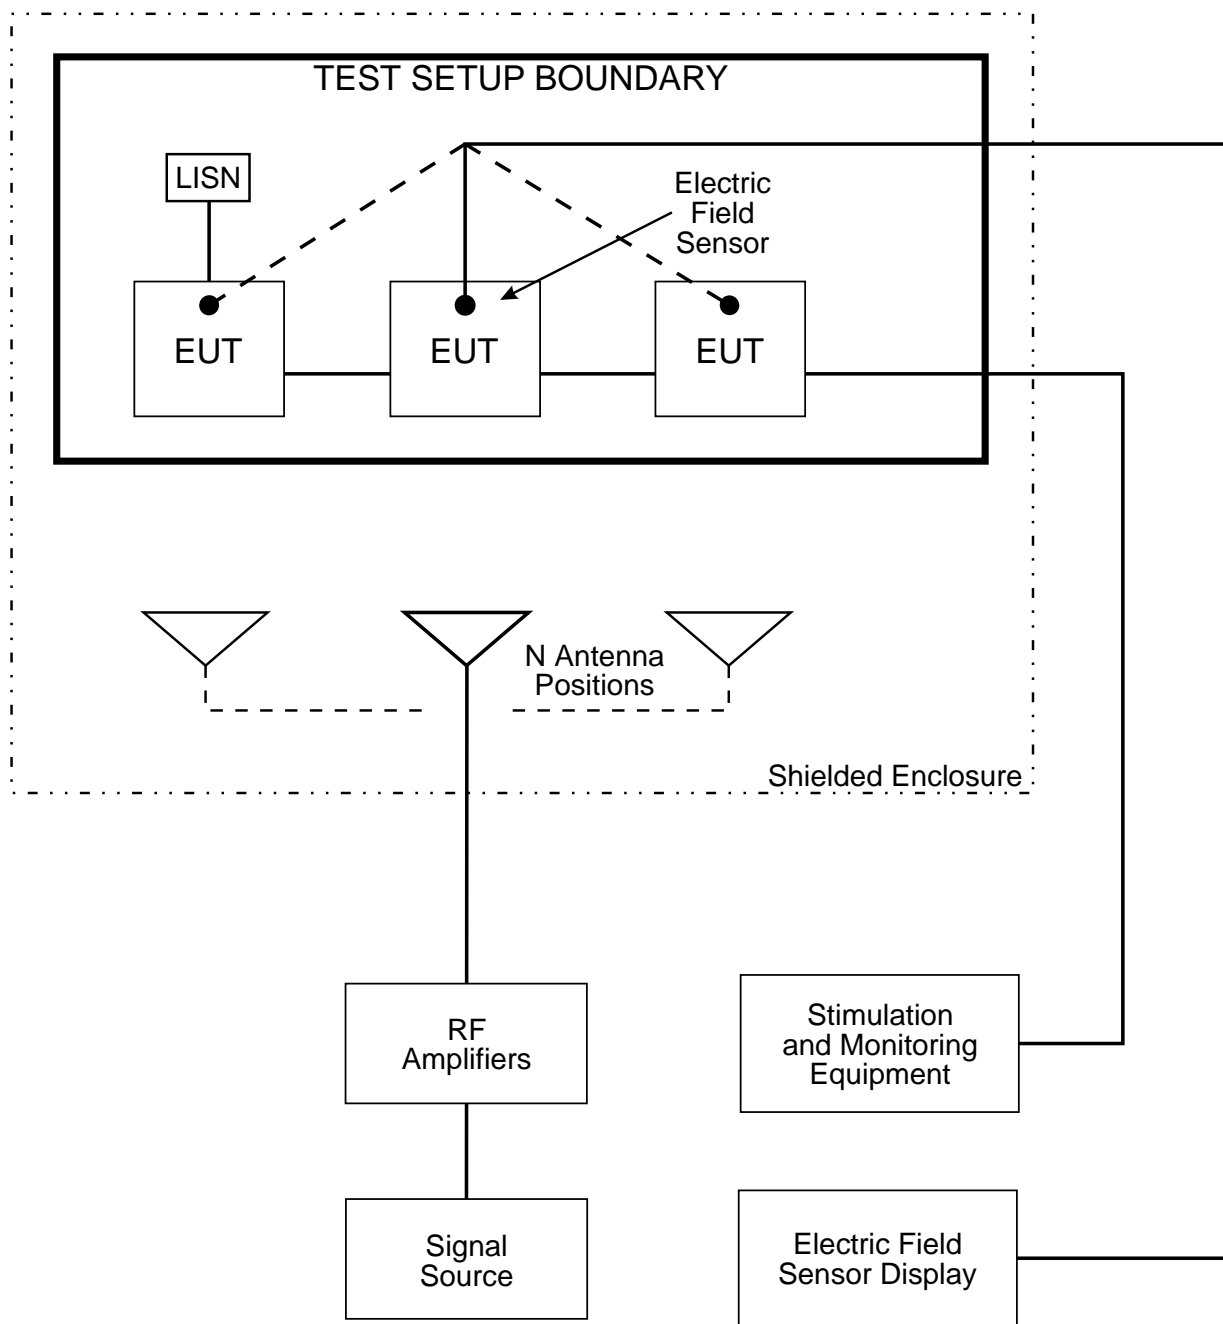 TEST SETUP BOUNDARY
LISN
Electric
Field
Sensor
EUT
EUT
EUT
N Antenna
Positions
Shielded Enclosure
RF
Amplifiers
Stimulation
and Monitoring
Equipment
Signal
Source
Electric Field
Sensor Display